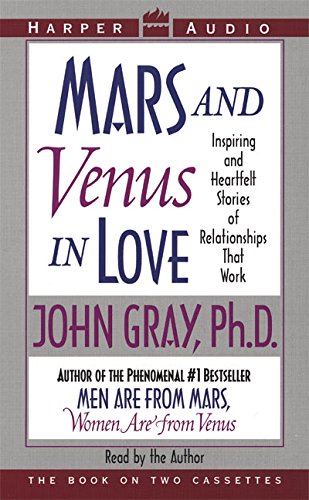 HARPER AUDIO
MARS AND
Venus
IN LOVE
Inspiring
and
Heartfelt
Stories
of
Relationships
That
Work
JOHN GRAY, Ph.D.
AUTHOR OF THE PHENOMENAL #1 BESTSELLER
MEN ARE FROM MARS,
Women Are from Venus
Read by the Author
THE BOOK ON TWO CASSETTES